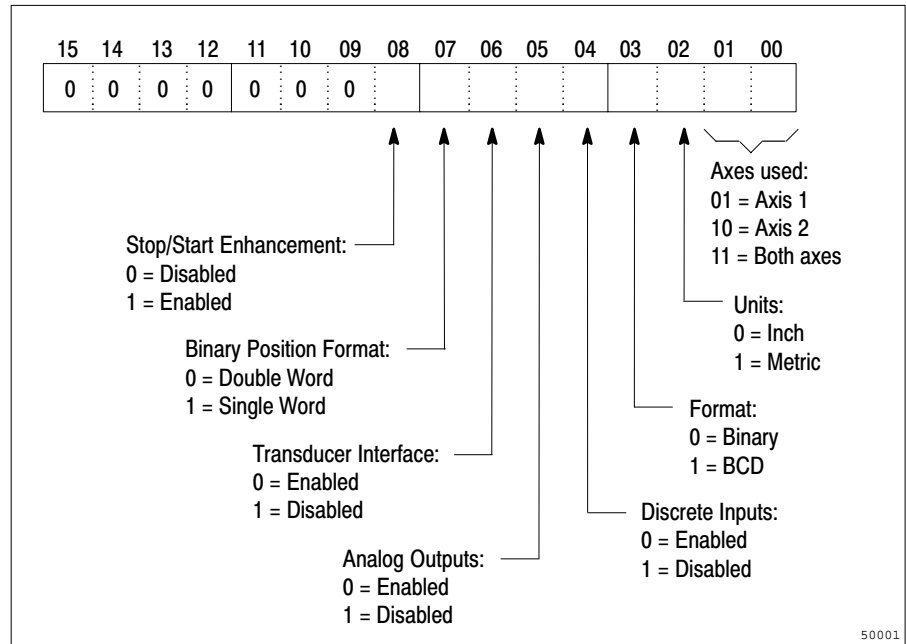 15 14 13 12 11 10 09 08 07 06 05 04 03 02 01 00
0 0 0 0 0 0 0
Axes used:
01 = Axis 1
10 = Axis 2
11 = Both axes
Stop/Start Enhancement:
0 = Disabled
1 = Enabled
Units:
0 = Inch
1 = Metric
Binary Position Format:
0 = Double Word
1 = Single Word
Format:
0 = Binary
1 = BCD
Transducer Interface:
0 = Enabled
1 = Disabled
Discrete Inputs:
0 = Enabled
1 = Disabled
Analog Outputs:
0 = Enabled
1 = Disabled
50001